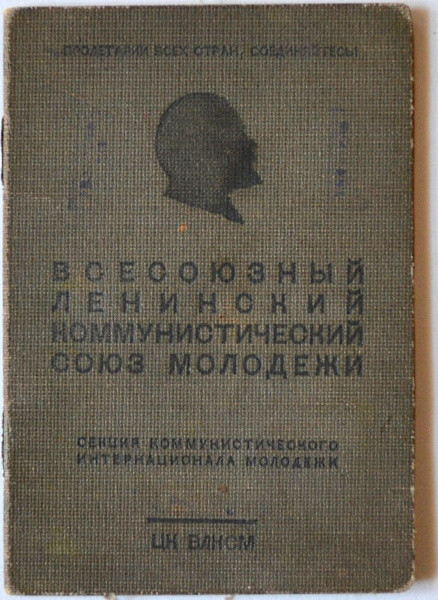 ПРОЛЕТАРИИ ВСЕХ СТРАН, СОЕДИНЯЙТЕСЬ!
ВСЕСОЮЗНЫЙ
ЛЕНИНСКИЙ
КОММУНИСТИЧЕСКИЙ
СОЮЗ МОЛОДЕЖИ
СЕКЦИЯ КОММУНИСТИЧЕСКОГО
ИНТЕРНАЦИОНАЛА МОЛОДЕЖИ
ЦК ВЛКСМ